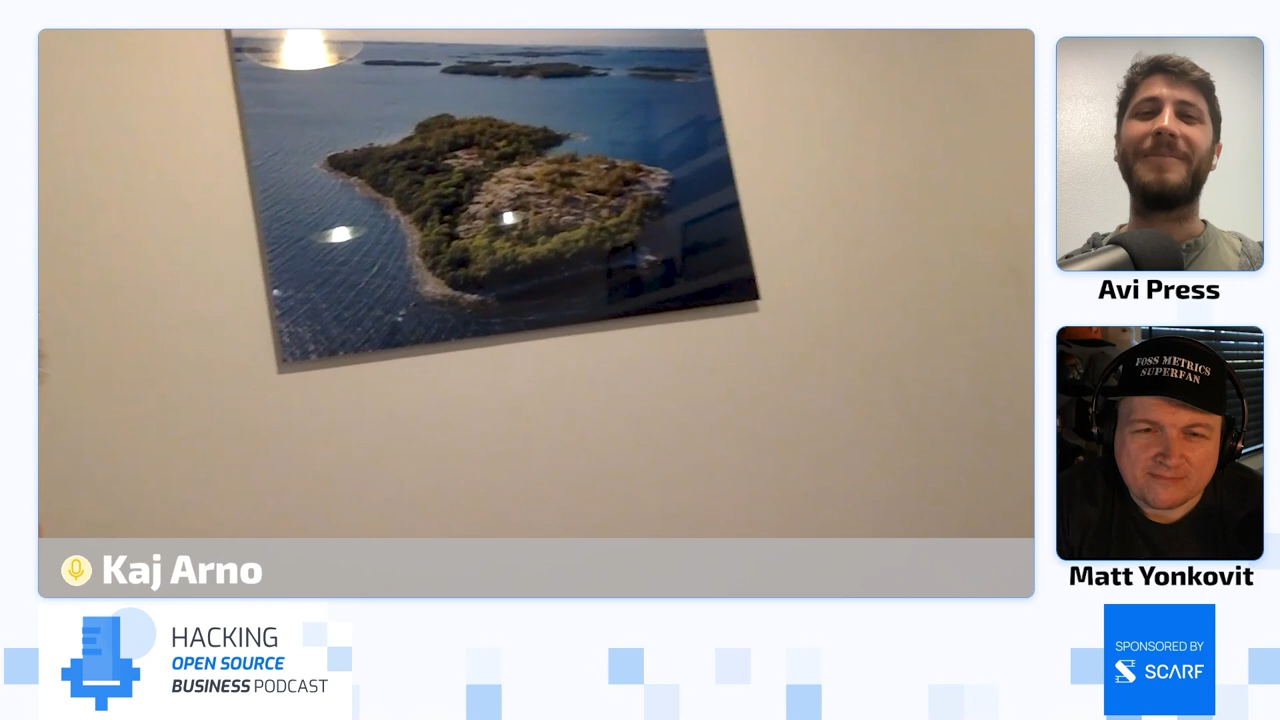 Kaj Arno
Avi Press
FOSS METRICS
SUPERFAN
Matt Yonkovit
HACKING
OPEN SOURCE
BUSINESS PODCAST
SPONSORED BY
SCARF